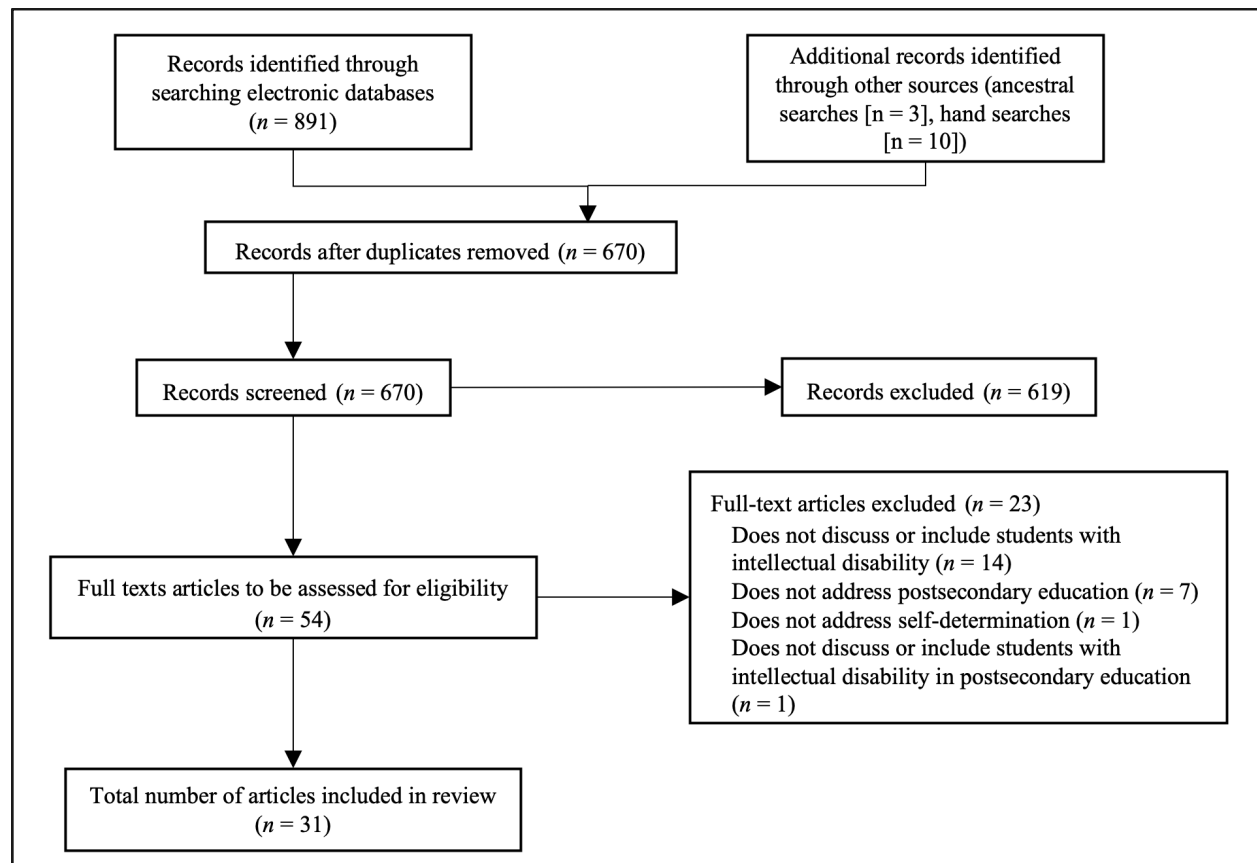 Records identified through
searching electronic databases
(n = 891)
Additional records identified
through other sources (ancestral
searches [n = 3], hand searches
[n = 10])
Records after duplicates removed (n = 670)
Records screened (n = 670)
Records excluded (n = 619)
Full texts articles to be assessed for eligibility
(n = 54)
Full-text articles excluded (n = 23)
Does not discuss or include students with
intellectual disability (n = 14)
Does not address postsecondary education (n = 7)
Does not address self-determination (n = 1)
Does not discuss or include students with
intellectual disability in postsecondary education
(n = 1)
Total number of articles included in review
(n = 31)